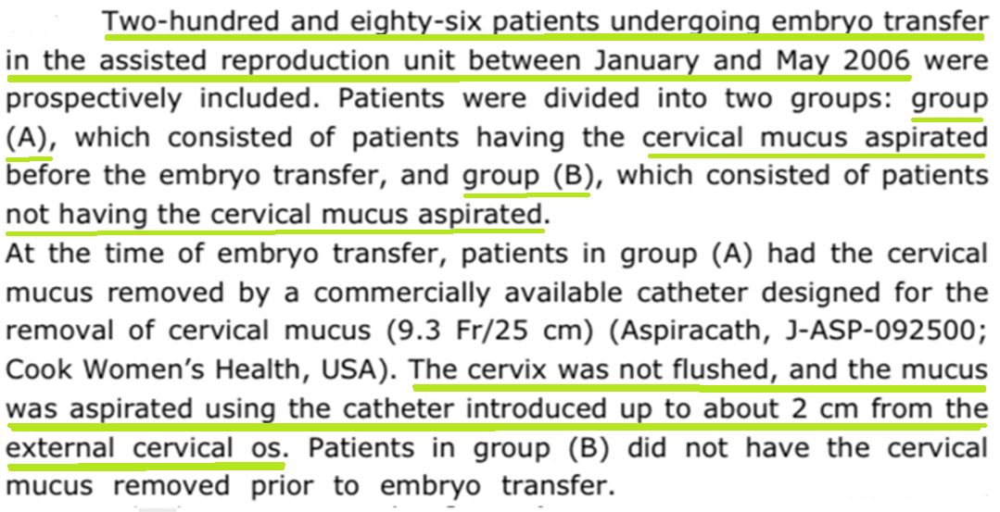 Two-hundred and eighty-six patients undergoing embryo transfer
in the assisted reproduction unit between January and May 2006 were
prospectively included. Patients were divided into two groups: group
(A), which consisted of patients having the cervical mucus aspirated
before the embryo transfer, and group (B), which consisted of patients
not having the cervical mucus aspirated.
At the time of embryo transfer, patients in group (A) had the cervical
mucus removed by a commercially available catheter designed for the
removal of cervical mucus (9.3 Fr/25 cm) (Aspiracath, J-ASP-092500;
Cook Women’s Health, USA). The cervix was not flushed, and the mucus
was aspirated using the catheter introduced up to about 2 cm from the
external cervical os. Patients in group (B) did not have the cervical
mucus removed prior to embryo transfer.